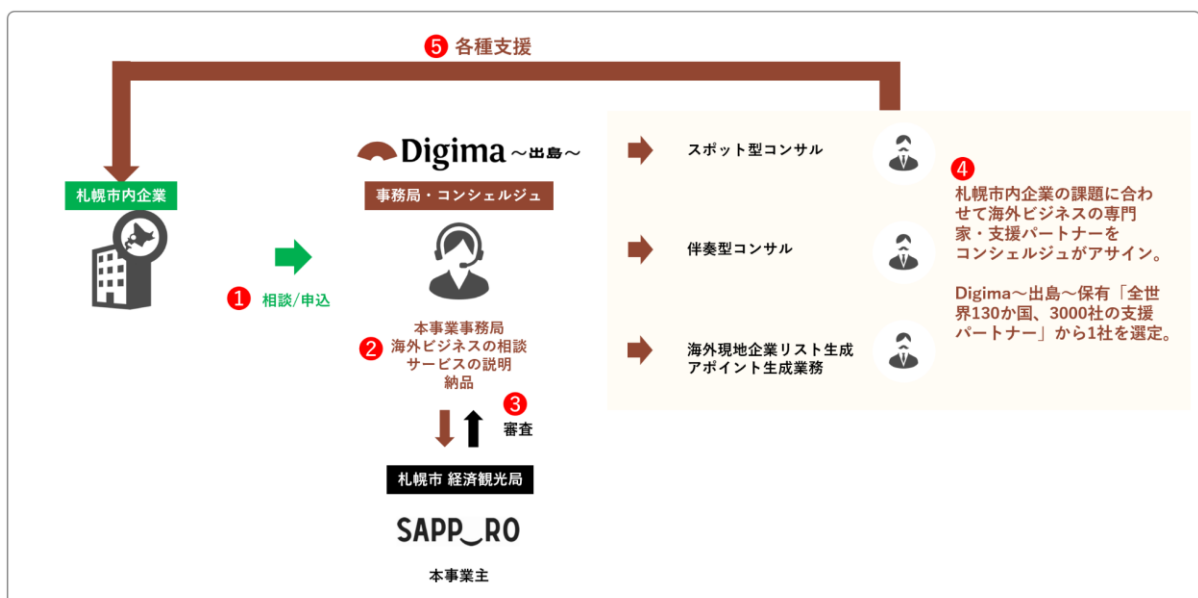 5 各種支援
Digima 〜出島〜
札幌市内企業
事務局・コンシェルジュ
1 相談/申込
2
本事業事務局
海外ビジネスの相談
サービスの説明
納品
3
審査
札幌市 経済観光局
SAPP_RO
本事業主
スポット型コンサル
伴奏型コンサル
海外現地企業リスト生成
アポイント生成業務
4
札幌市内企業の課題に合わ
せて海外ビジネスの専門
家・支援パートナーを
コンシェルジュがアサイン。
Digima〜出島〜保有「全世
界130か国、3000社の支援
パートナー」から1社を選定。